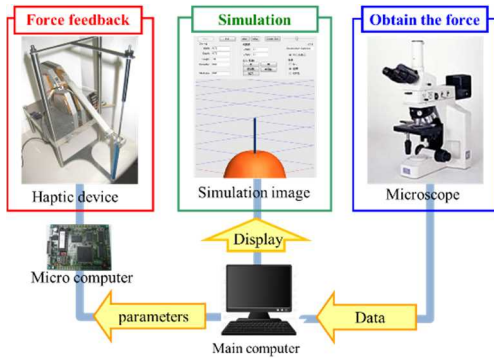 Force feedback
Simulation
Obtain the force
Haptic device
Simulation image
Microscope
Micro computer
Display
parameters
Data
Main computer